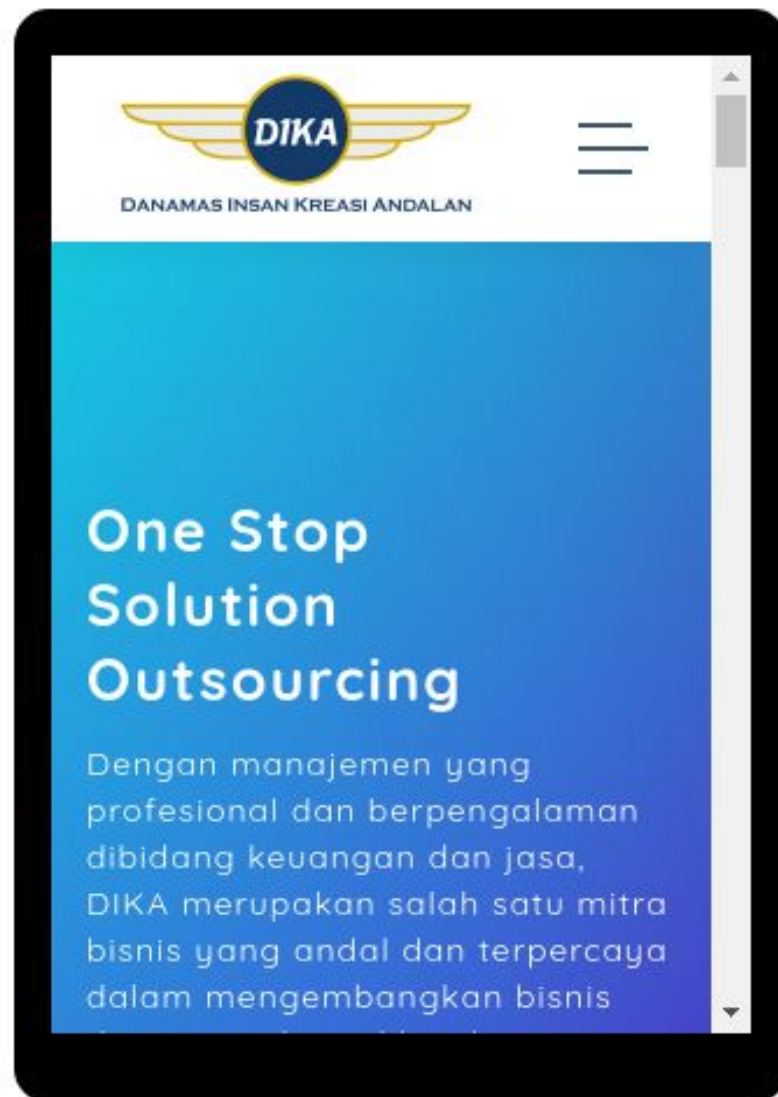 DIKA
DANAMAS INSAN KREASI ANDALAN
One Stop
Solution
Outsourcing
Dengan manajemen yang
profesional dan berpengalaman
dibidang keuangan dan jasa,
DIKA merupakan salah satu mitra
bisnis yang andal dan terpercaya
dalam mengembangkan bisnis